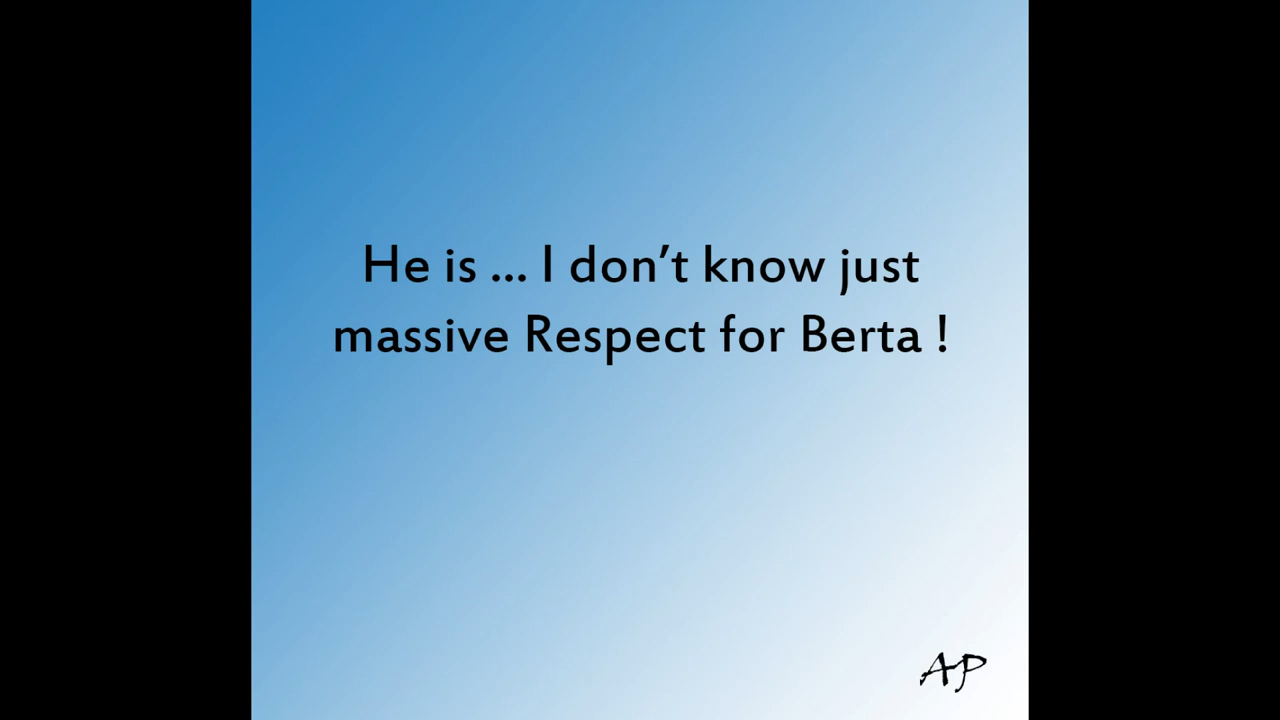 He is ... I don’t know just
massive Respect for Berta !
AP